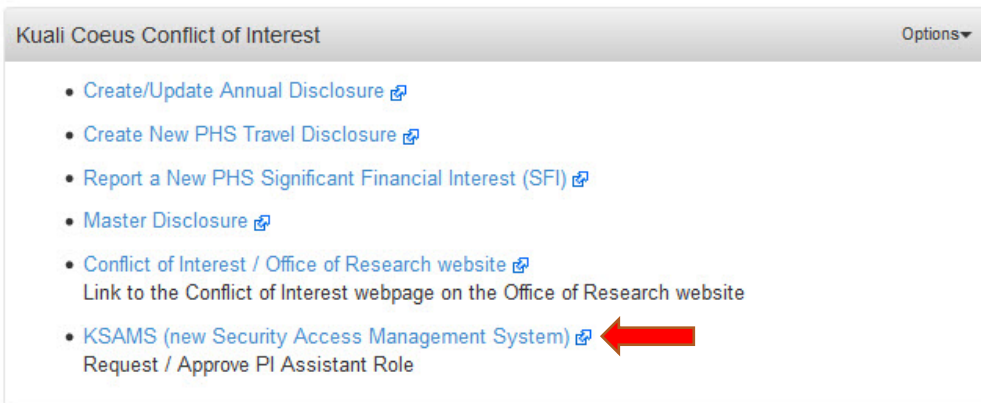 Kuali Coeus Conflict of Interest
Options
Create/Update Annual Disclosure
Create New PHS Travel Disclosure
Report a New PHS Significant Financial Interest (SFI)
Master Disclosure
Conflict of Interest / Office of Research website
Link to the Conflict of Interest webpage on the Office of Research website
KSAMS (new Security Access Management System)
Request / Approve PI Assistant Role